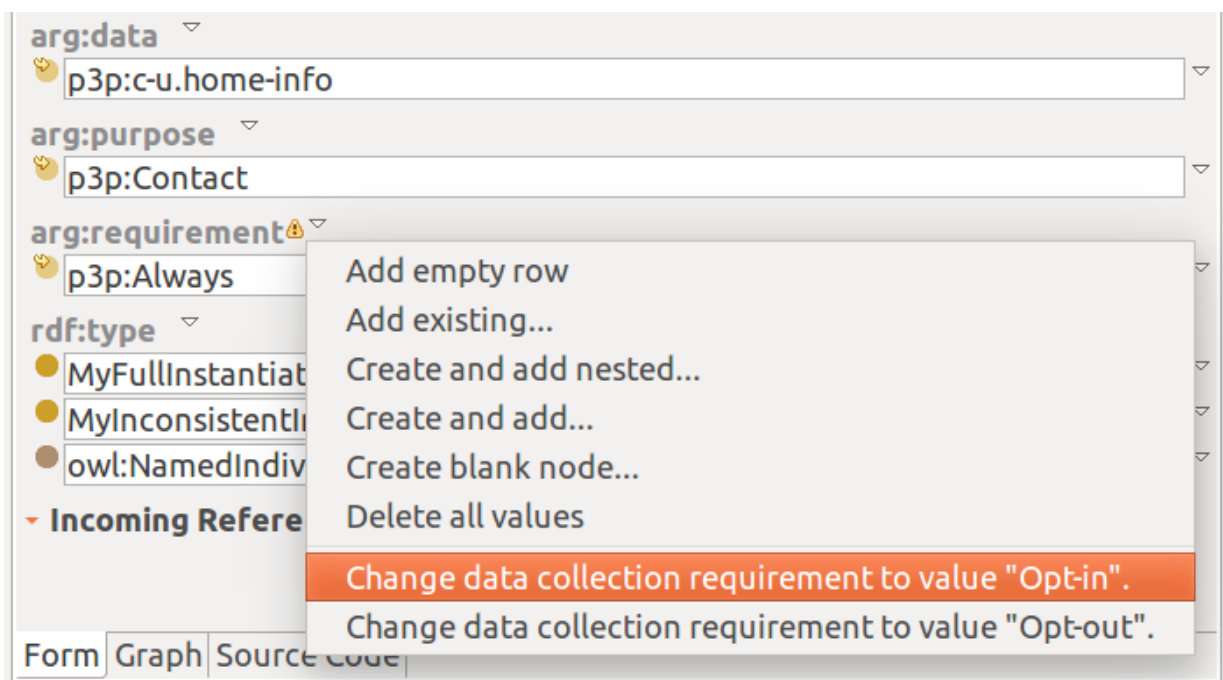 arg:data
p3p:c-u.home-info
arg:purpose
p3p:Contact
arg:requirement
p3p:Always
rdf:type
MyFullInstantiat
MyInconsistentI
owl:NamedIndiv
Incoming Refere
Add empty row
Add existing...
Create and add nested...
Create and add...
Create blank node...
Delete all values
Change data collection requirement to value "Opt-in".
Change data collection requirement to value "Opt-out".
Form Graph Source Code